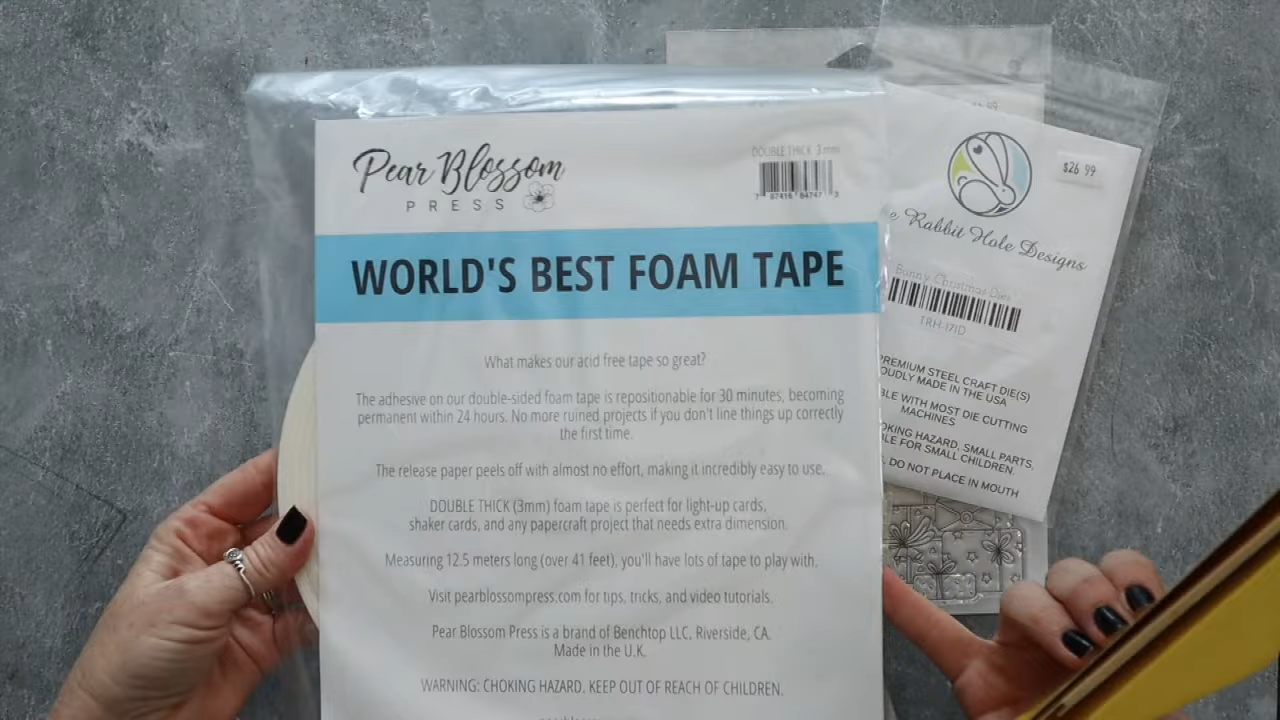 Pear Blossom
PRESS
DOUBLE THICK 3mm
7 87416 84747 3
WORLD'S BEST FOAM TAPE
What makes our acid free tape so great?
The adhesive on our double-sided foam tape is repositionable for 30 minutes, becoming
permanent within 24 hours. No more ruined projects if you don't line things up correctly
the first time.
The release paper peels off with almost no effort, making it incredibly easy to use.
DOUBLE THICK (3mm) foam tape is perfect for light-up cards,
shaker cards, and any papercraft project that needs extra dimension.
Measuring 12.5 meters long (over 41 feet), you'll have lots of tape to play with.
Visit pearblossompress.com for tips, tricks, and video tutorials.
Pear Blossom Press is a brand of Benchtop LLC, Riverside, CA.
Made in the U.K.
WARNING: CHOKING HAZARD. KEEP OUT OF REACH OF CHILDREN.
$26.99
e Rabbit Hole Designs
Bunny Christmas Dies
TRH-171D
PREMIUM STEEL CRAFT DIE(S)
OUDLY MADE IN THE USA
BLE WITH MOST DIE CUTTING
MACHINES
OKING HAZARD, SMALL PARTS,
LE FOR SMALL CHILDREN.
DO NOT PLACE IN MOUTH